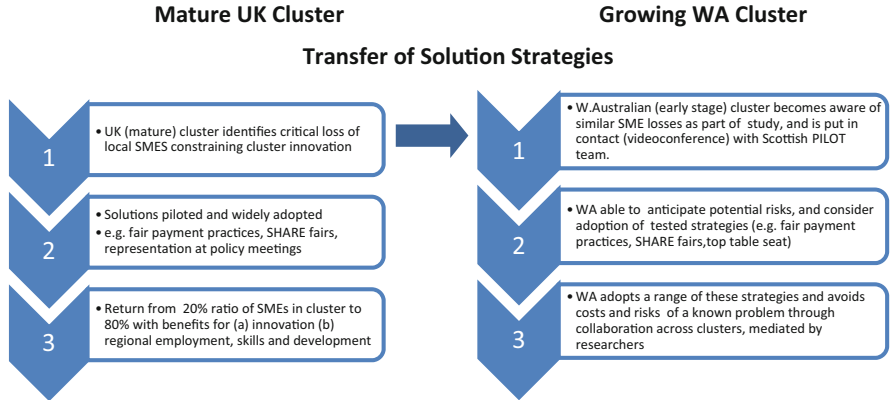 Mature UK Cluster
Growing WA Cluster
Transfer of Solution Strategies
1
• UK (mature) cluster identifies critical loss of
local SMES constraining cluster innovation
2
• Solutions piloted and widely adopted
• e.g. fair payment practices, SHARE fairs,
representation at policy meetings
3
• Return from 20% ratio of SMEs in cluster to
80% with benefits for (a) innovation (b)
regional employment, skills and development
1
• W.Australian (early stage) cluster becomes aware of
similar SME losses as part of study, and is put in
contact (videoconference) with Scottish PILOT
team.
2
• WA able to anticipate potential risks, and consider
adoption of tested strategies (e.g. fair payment
practices, SHARE fairs,top table seat)
3
• WA adopts a range of these strategies and avoids
costs and risks of a known problem through
collaboration across clusters, mediated by
researchers